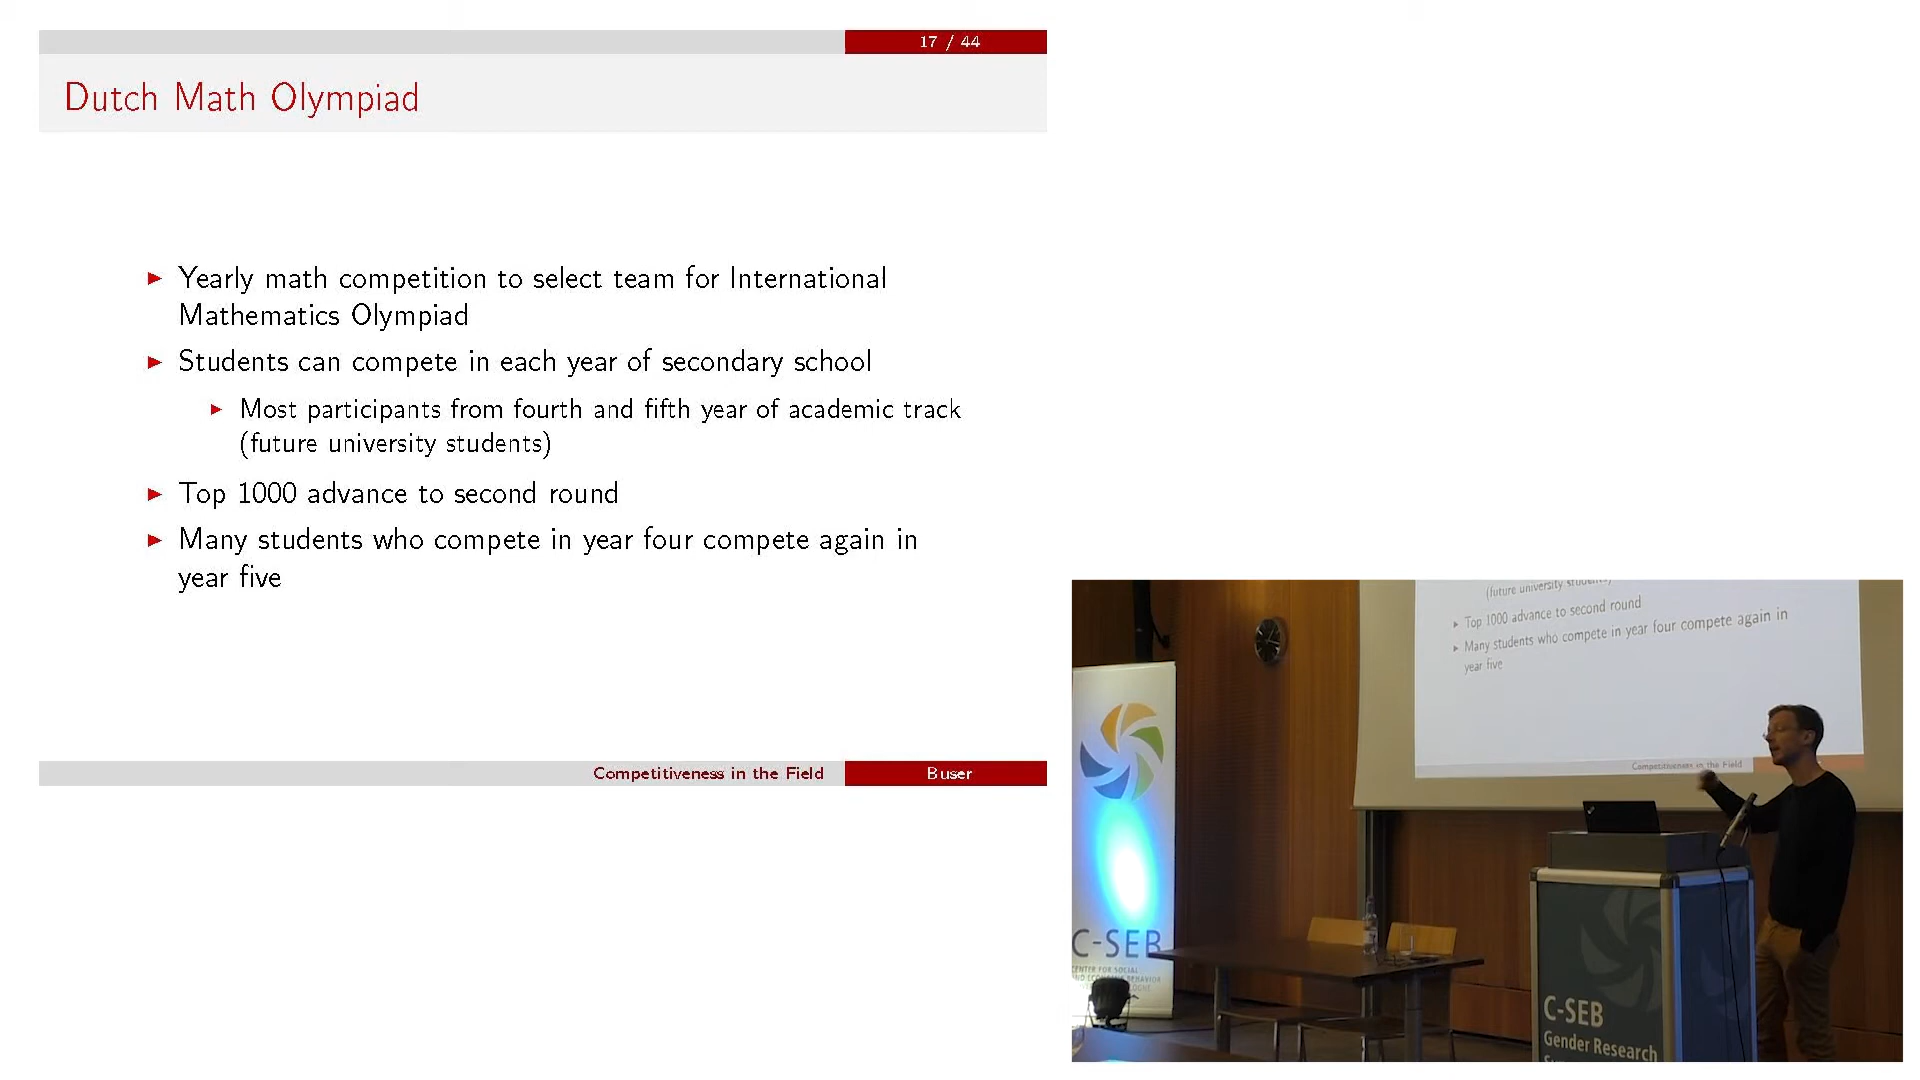 17 / 44
Dutch Math Olympiad
Yearly math competition to select team for International
Mathematics Olympiad
Students can compete in each year of secondary school
Most participants from fourth and fifth year of academic track
(future university students)
Top 1000 advance to second round
Many students who compete in year four compete again in
year five
Competitiveness in the Field
Buser
(future university students)
Top 1000 advance to second round
Many students who compete in year four compete again in
year five
Competitiveness in the Field
C-SEB
CENTER FOR SOCIAL
AND ECONOMIC BEHAVIOR
C-SEB
Gender Research